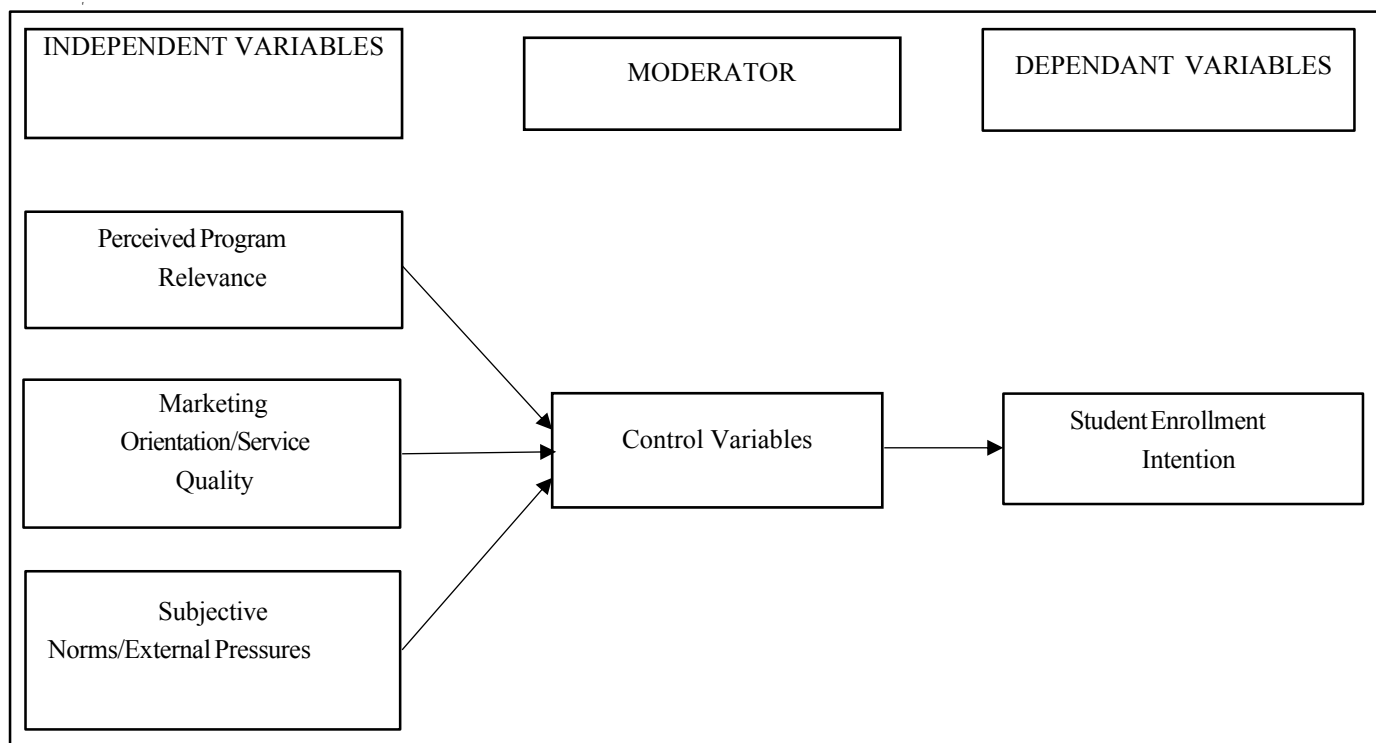 INDEPENDENT VARIABLES
MODERATOR
DEPENDANT VARIABLES
Perceived Program
Relevance
Marketing
Orientation/Service
Quality
Control Variables
Student Enrollment
Intention
Subjective
Norms/External Pressures